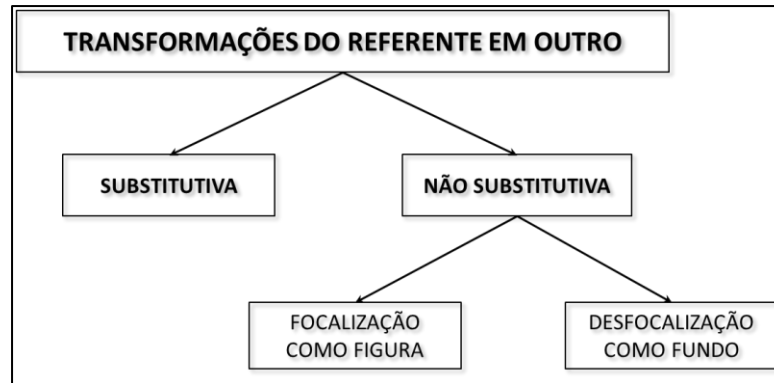 TRANSFORMAÇÕES DO REFERENTE EM OUTRO
SUBSTITUTIVA
NÃO SUBSTITUTIVA
FOCALIZAÇÃO
COMO FIGURA
DESFOCALIZAÇÃO
COMO FUNDO